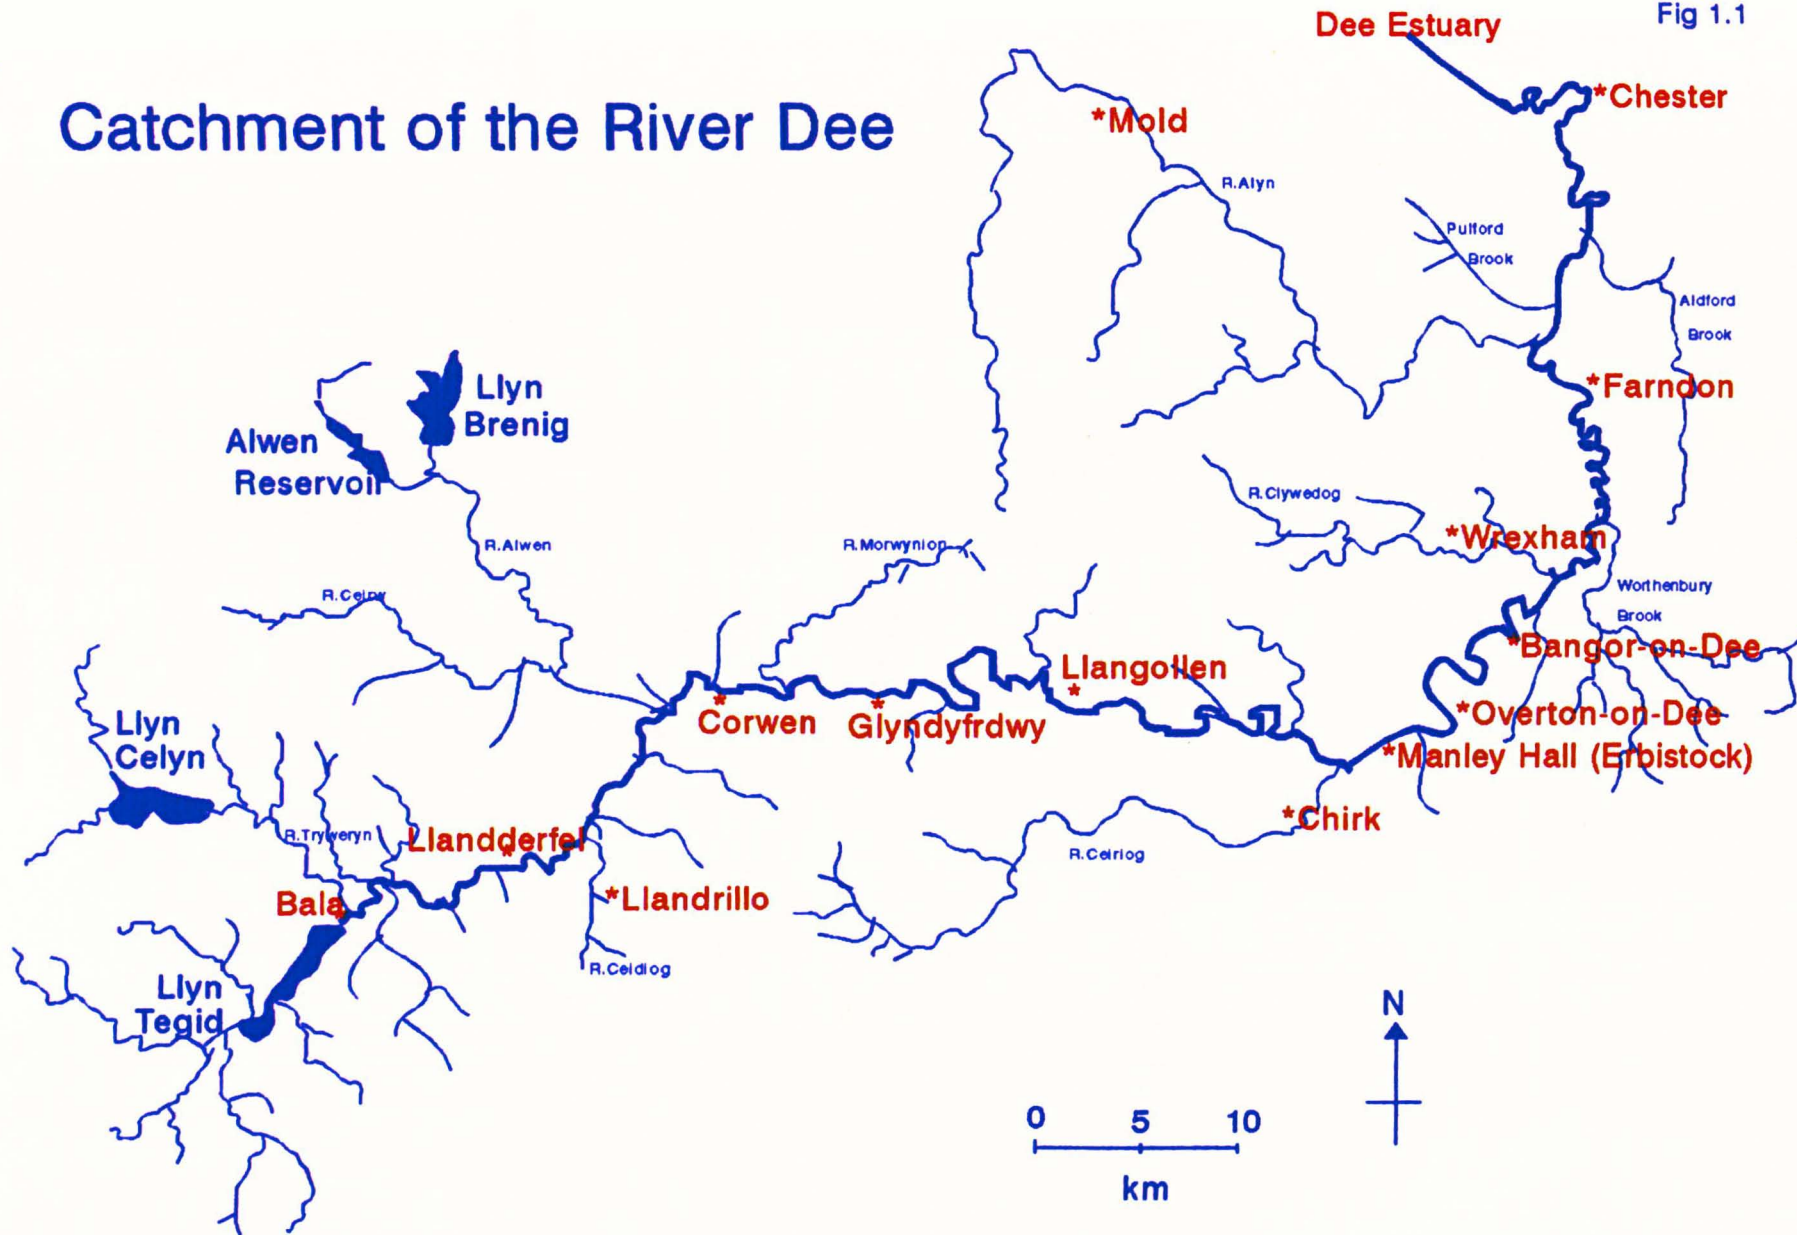 Fig 1.1
Dee Estuary
Catchment of the River Dee
*Chester
*Mold
R.Alyn
Pulford
Brook
Aldford
Brook
*Farndon
Llyn
Brenig
Alwen
Reservoir
R.Clywedog
*Wrexham
R.Alwen
R.Morwynion
R.Ceirw
Worthenbury
Brook
*Bangor-on-Dee
Llangollen
*
*Overton-on-Dee
*
Corwen
*
Glyndyfrdwy
*Manley Hall (Erbistock)
Llyn
Celyn
*Chirk
R.Tryweryn
Llandderfel
*
R.Ceiriog
Bala
*
*Llandrillo
R.Ceidiog
Llyn
Tegid
N
0 5 10
km